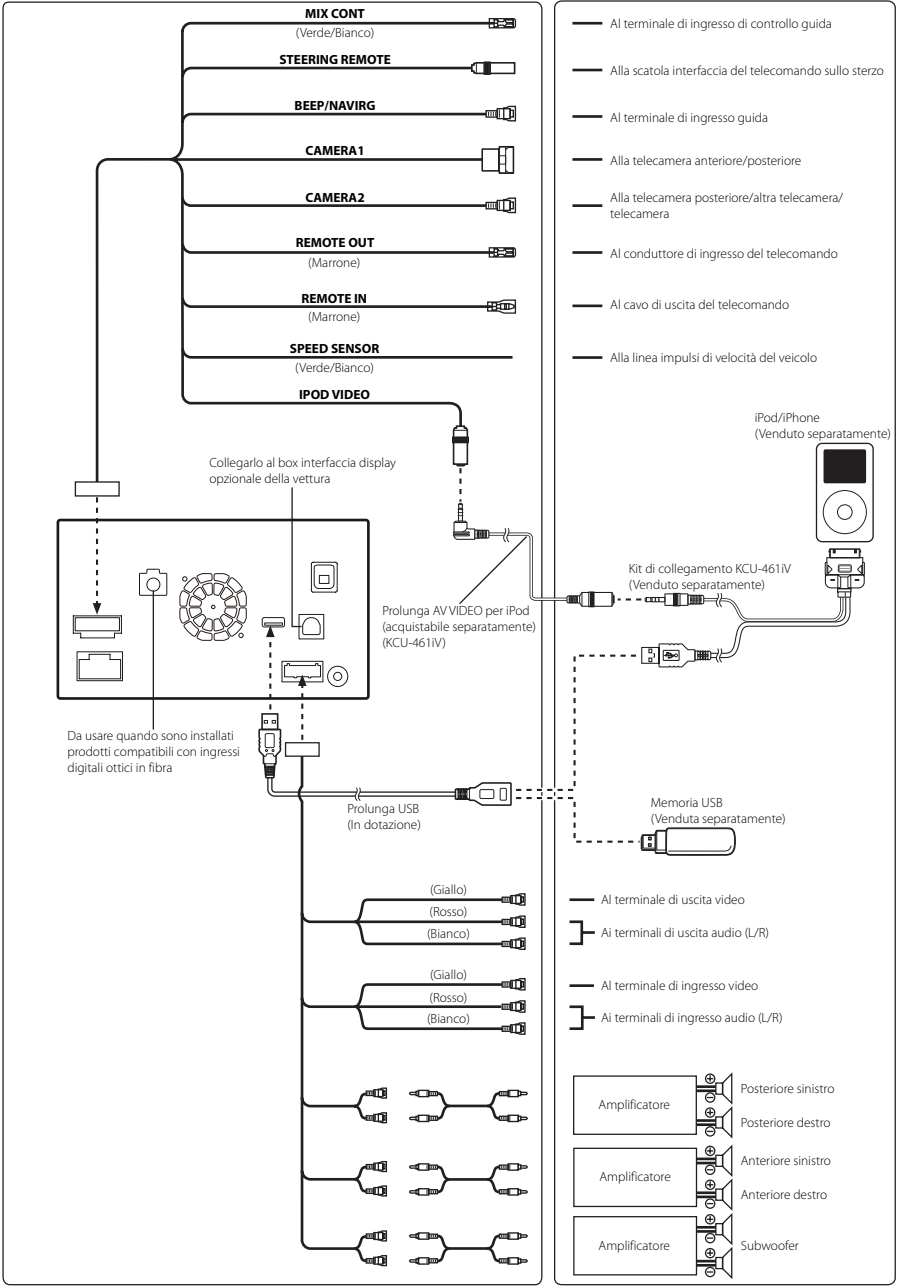 MIX CONT
(Verde/Bianco)
Al terminale di ingresso di controllo guida
STEERING REMOTE
Alla scatola interfaccia del telecomando sullo sterzo
BEEP/NAVIRG
Al terminale di ingresso guida
CAMERA1
Alla telecamera anteriore/posteriore
CAMERA2
Alla telecamera posteriore/altra telecamera/
telecamera
REMOTE OUT
(Marrone)
Al conduttore di ingresso del telecomando
REMOTE IN
(Marrone)
Al cavo di uscita del telecomando
SPEED SENSOR
(Verde/Bianco)
Alla linea impulsi di velocità del veicolo
IPOD VIDEO
iPod/iPhone
(Venduto separatamente)
Collegarlo al box interfaccia display
opzionale della vettura
Kit di collegamento KCU-461iV
(Venduto separatamente)
Prolunga AV VIDEO per iPod
(acquistabile separatamente)
(KCU-461iV)
Da usare quando sono installati
prodotti compatibili con ingressi
digitali ottici in fibra
Prolunga USB
(In dotazione)
Memoria USB
(Venduta separatamente)
(Giallo)
Al terminale di uscita video
(Rosso)
(Bianco)
Ai terminali di uscita audio (L/R)
(Giallo)
Al terminale di ingresso video
(Rosso)
(Bianco)
Ai terminali di ingresso audio (L/R)
Amplificatore
Posteriore sinistro
Posteriore destro
Amplificatore
Anteriore sinistro
Anteriore destro
Amplificatore
Subwoofer